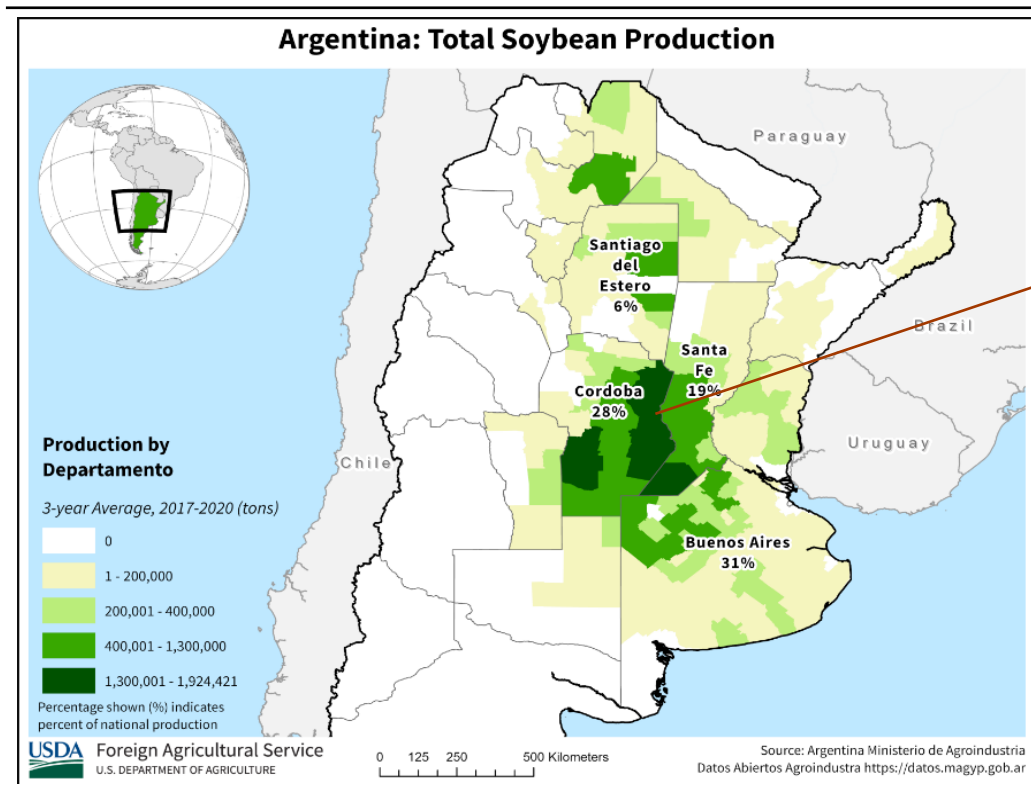 Argentina: Total Soybean Production
Paraguay
Santiago
del
Estero
6%
Brazil
Santa
Fe
19%
Cordoba
28%
Uruguay
Chile
Buenos Aires
31%
Production by
Departamento
3-year Average, 2017-2020 (tons)
0
1 - 200,000
200,001 - 400,000
400,001 - 1,300,000
1,300,001 - 1,924,421
Percentage shown (%) indicates
percent of national production
USDA Foreign Agricultural Service
U.S. DEPARTMENT OF AGRICULTURE
0 125 250 500 Kilometers
Source: Argentina Ministerio de Agroindustria
Datos Abiertos Agroindustra https://datos.magyp.gob.ar